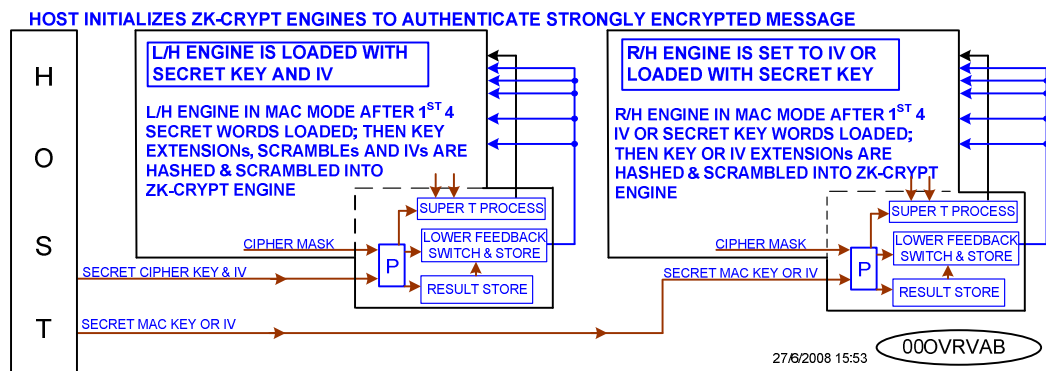 HOST INITIALIZES ZK-CRYPT ENGINES TO AUTHENTICATE STRONGLY ENCRYPTED MESSAGE
H
O
S
T
L/H ENGINE IS LOADED WITH
SECRET KEY AND IV
L/H ENGINE IN MAC MODE AFTER 1ST 4
SECRET WORDS LOADED; THEN KEY
EXTENSIONs, SCRAMBLEs AND IVs ARE
HASHED & SCRAMBLED INTO
ZK-CRYPT ENGINE
SUPER T PROCESS
LOWER FEEDBACK
SWITCH & STORE
RESULT STORE
P
CIPHER MASK
SECRET CIPHER KEY & IV
SECRET MAC KEY OR IV
R/H ENGINE IS SET TO IV OR
LOADED WITH SECRET KEY
R/H ENGINE IN MAC MODE AFTER 1ST 4
IV OR SECRET KEY WORDS LOADED;
THEN KEY OR IV EXTENSIONs ARE
HASHED & SCRAMBLED INTO ZK-CRYPT
ENGINE
SUPER T PROCESS
LOWER FEEDBACK
SWITCH & STORE
RESULT STORE
P
CIPHER MASK
SECRET MAC KEY OR IV
27/6/2008 15:53
00OVRVAB